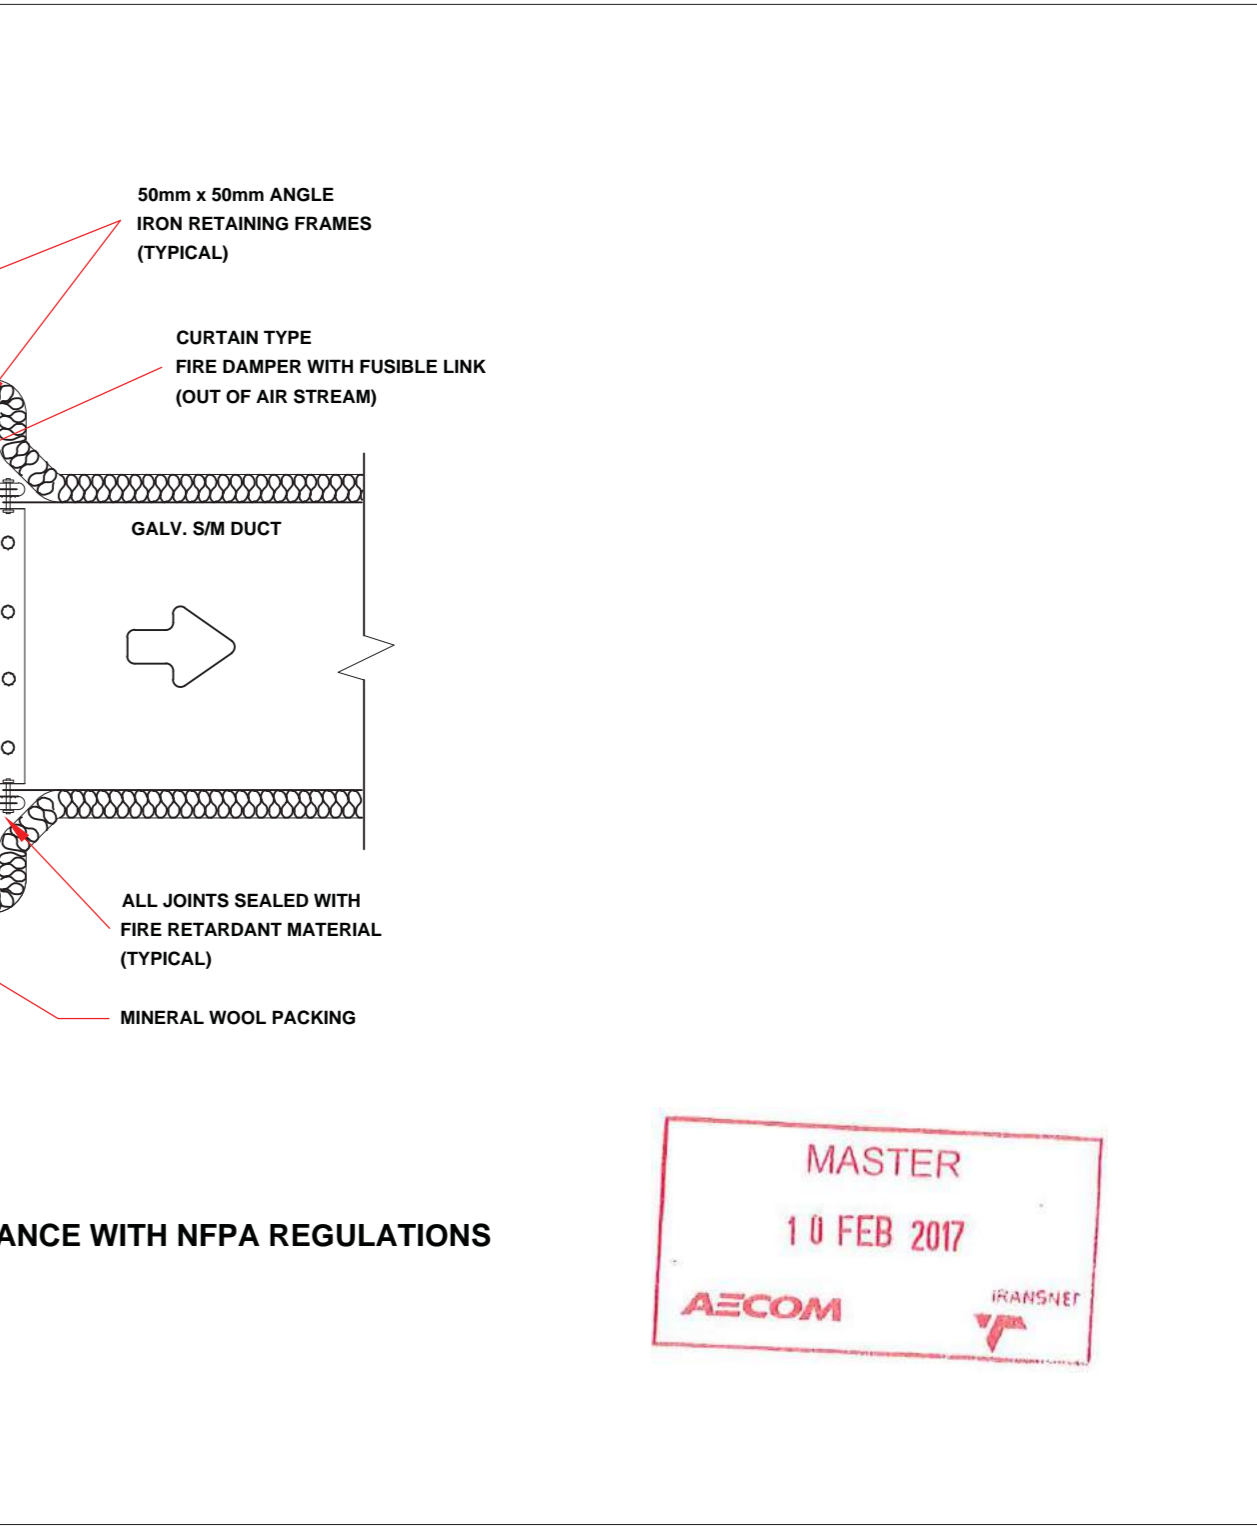 50mm x 50mm ANGLE
IRON RETAINING FRAMES
(TYPICAL)
CURTAIN TYPE
FIRE DAMPER WITH FUSIBLE LINK
(OUT OF AIR STREAM)
GALV. S/M DUCT
ALL JOINTS SEALED WITH
FIRE RETARDANT MATERIAL
(TYPICAL)
MINERAL WOOL PACKING
ANCE WITH NFPA REGULATIONS
MASTER
10 FEB 2017
AECOM
TRANSNET